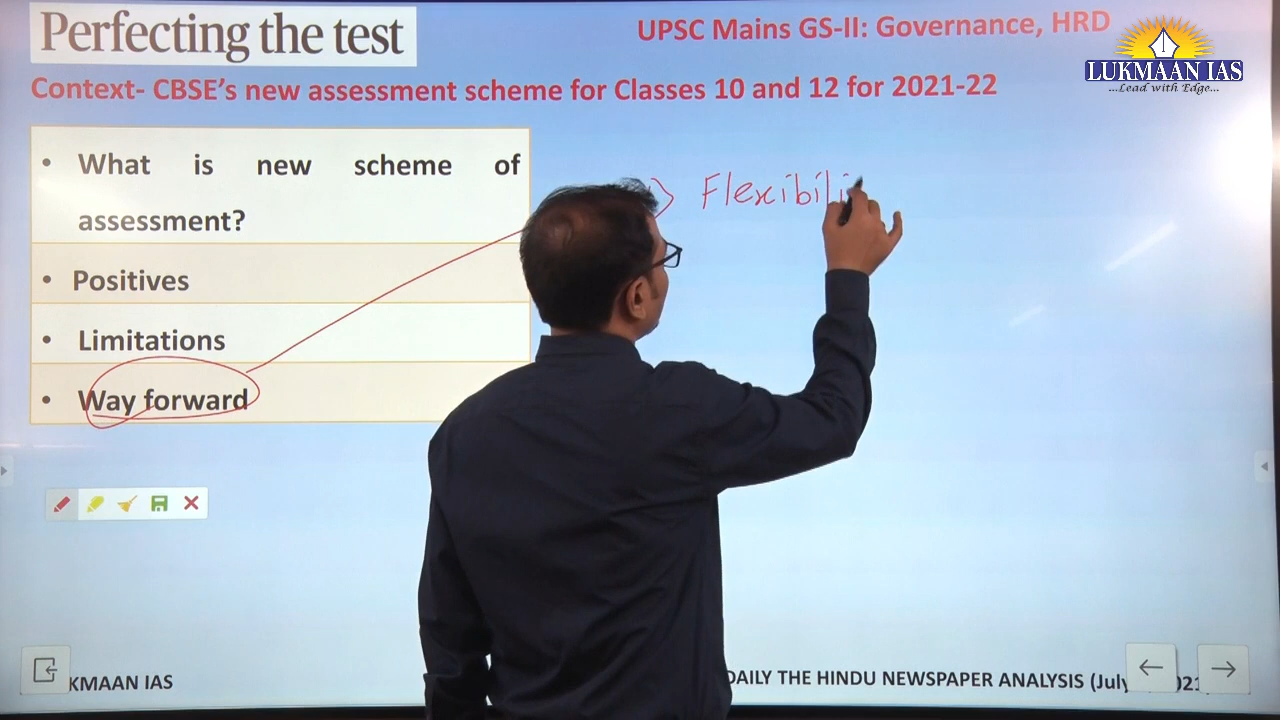 Perfecting the test
UPSC Mains GS-II: Governance, HRD
LUKMAAN IAS
...Lead with Edge...
Context- CBSE's new assessment scheme for Classes 10 and 12 for 2021-22
• What is new scheme of
assessment?
• Positives
• Limitations
• Way forward
Flexibili
KMAAN IAS
DAILY THE HINDU NEWSPAPER ANALYSIS (July